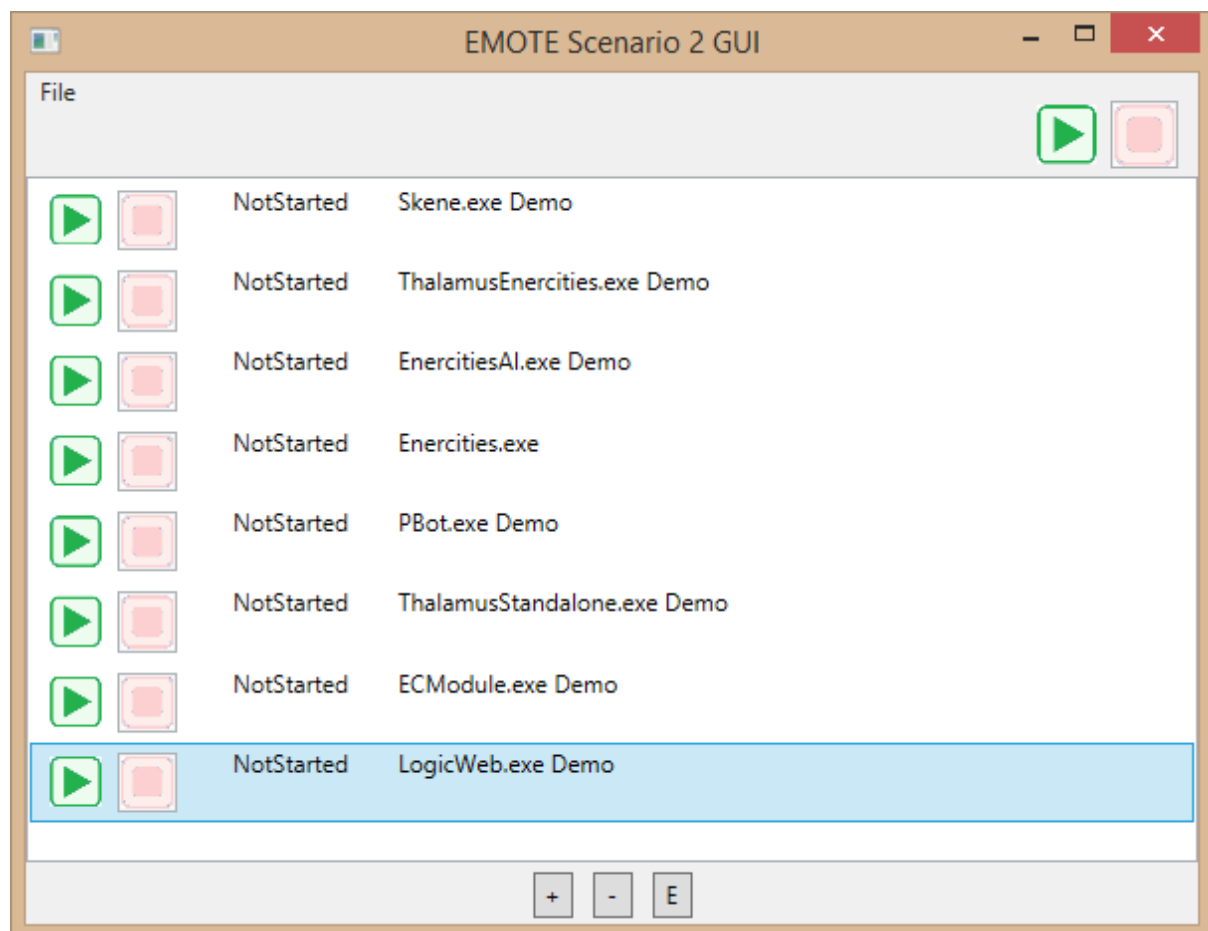 EMOTE Scenario 2 GUI
File
NotStarted Skene.exe Demo
NotStarted ThalamusEnercities.exe Demo
NotStarted EnercitiesAI.exe Demo
NotStarted Enercities.exe
NotStarted PBot.exe Demo
NotStarted ThalamusStandalone.exe Demo
NotStarted ECModule.exe Demo
NotStarted LogicWeb.exe Demo
+ - E